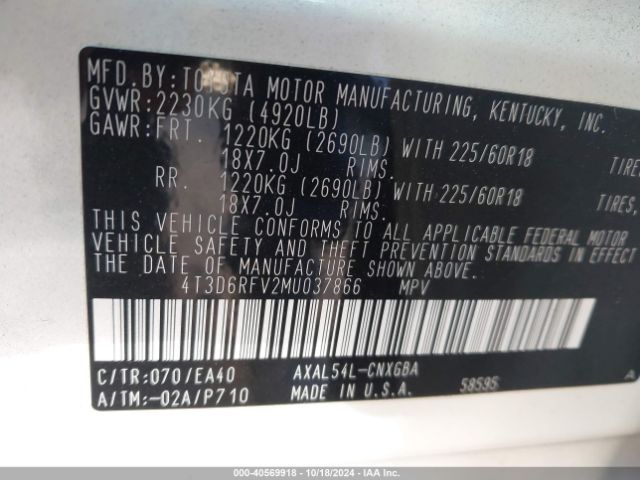 MFD.BY:TOYOTA MOTOR MANUFACTURING, KENTUCKY, INC.
GVWR:2230KG (4920LB)
GAWR:FRT. 1220KG (2690LB) WITH 225/60R18 TIRE
18X7.0J RIMS.
RR. 1220KG (2690LB) WITH 225/60R18 TIRES,
18X7.0J RIMS.
THIS VEHICLE CONFORMS TO ALL APPLICABLE FEDERAL MOTOR
VEHICLE SAFETY AND THEFT PREVENTION STANDARDS IN
THE DATE OF MANUFACTURE SHOWN ABOVE.
4T3D6RFV2MU037866 MPV
C/TR:070/EA40 AXAL54L-CNXGBA
A/TM:-02A/P710 MADE IN U.S.A. 58595 A
000-40569918 - 10/18/2024 - IAA Inc. Copyright